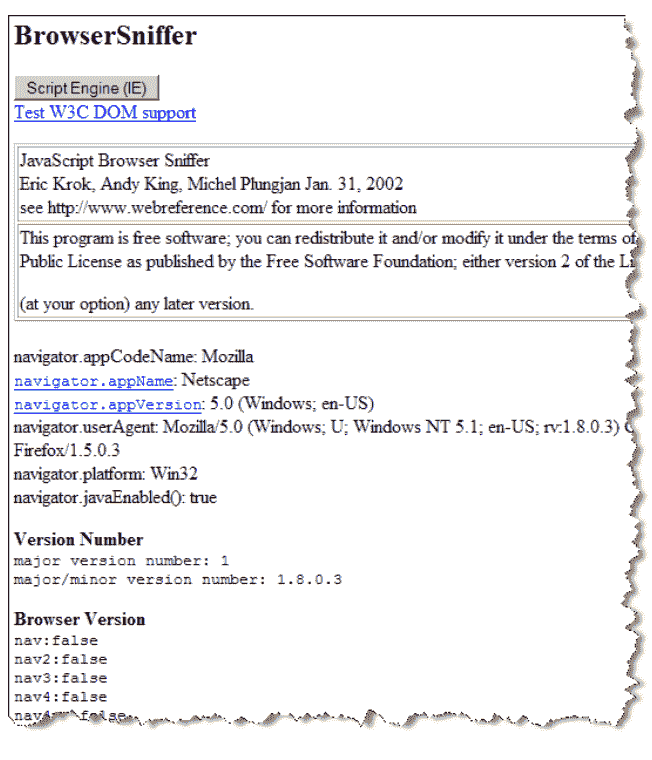 BrowserSniffer
Script Engine (IE)
Test W3C DOM support
JavaScript Browser Sniffer
Eric Krok, Andy King, Michel Plungjan Jan. 31, 2002
see http://www.webreference.com/ for more information
This program is free software; you can redistribute it and/or modify it under the terms of
Public License as published by the Free Software Foundation; either version 2 of the
(at your option) any later version.
navigator.appCodeName: Mozilla
navigator.appName: Netscape
navigator.appVersion: 5.0 (Windows; en-US)
navigator.userAgent: Mozilla/5.0 (Windows; U; Windows NT 5.1; en-US; rv:1.8.0.3)
Firefox/1.5.0.3
navigator.platform: Win32
navigator.javaEnabled(): true
Version Number
major version number: 1
major/minor version number: 1.8.0.3
Browser Version
nav:false
nav2:false
nav3:false
nav4:false